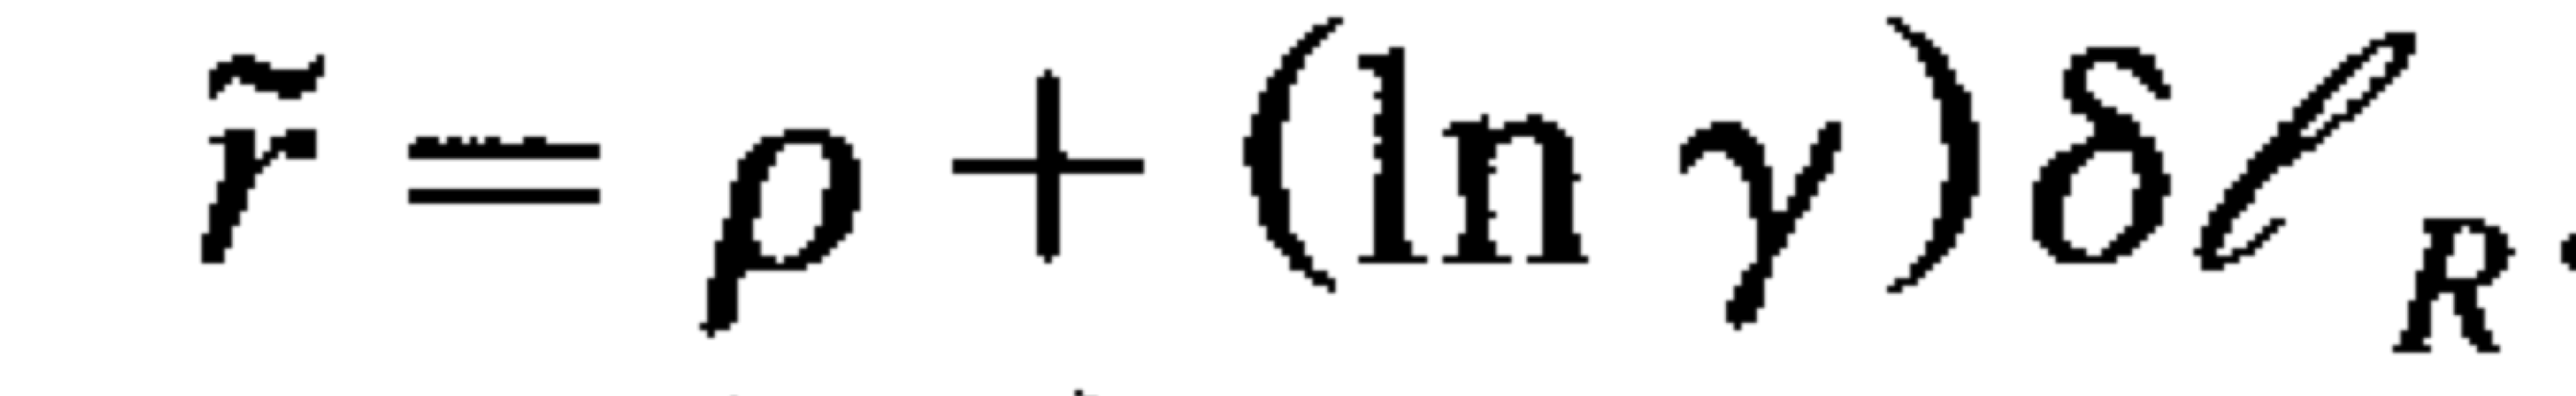 r̃ = ρ + (ln γ)δℓ_R.